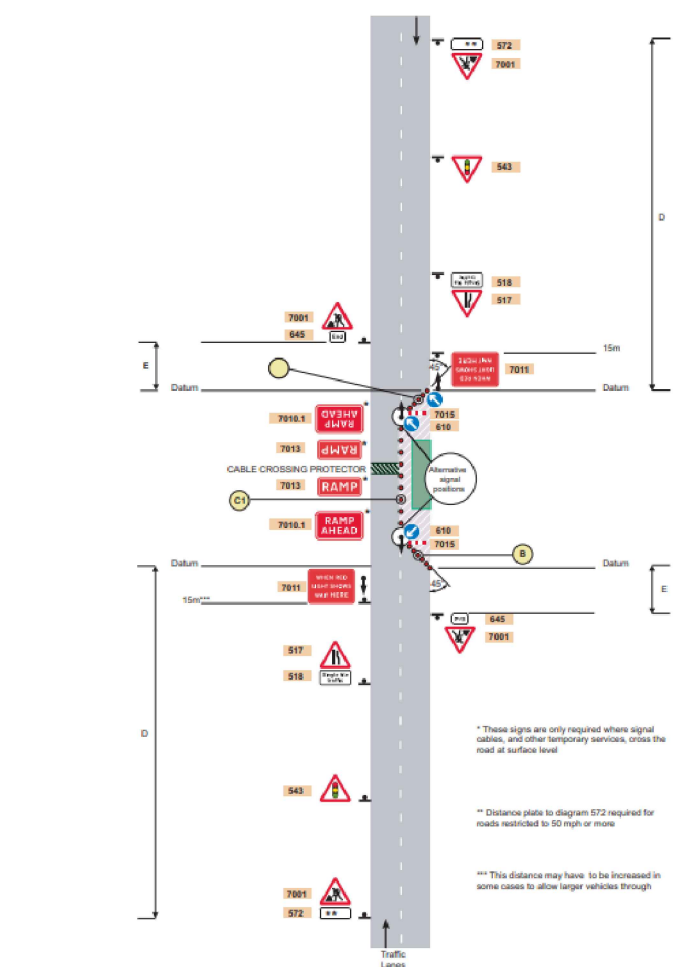 572
7001
543
D
518
517
7001
645
End
15m
E
45°
7011
Datum
Datum
7010.1
RAMP
AHEAD
*
7015
610
7013
RAMP
*
CABLE CROSSING PROTECTOR
Alternative
signal
positions
7013
RAMP
*
C1
7010.1
RAMP
AHEAD
*
610
7015
B
Datum
Datum
7011
WHEN RED
LIGHT SHOWS
WAIT HERE
45°
E
15m***
645
7001
517
518
Single file
traffic
D
* These signs are only required where signal
cables, and other temporary services, cross the
road at surface level
543
** Distance plate to diagram 572 required for
roads restricted to 50 mph or more
*** This distance may have to be increased in
some cases to allow larger vehicles through
7001
572
**
Traffic
Lanes